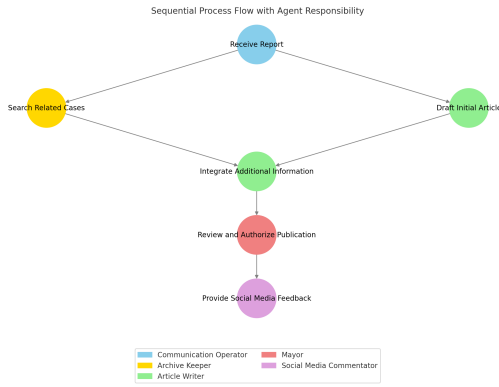 Sequential Process Flow with Agent Responsibility
Receive Report
Search Related Cases
Draft Initial Article
Integrate Additional Information
Review and Authorize Publication
Provide Social Media Feedback
Communication Operator
Archive Keeper
Article Writer
Mayor
Social Media Commentator